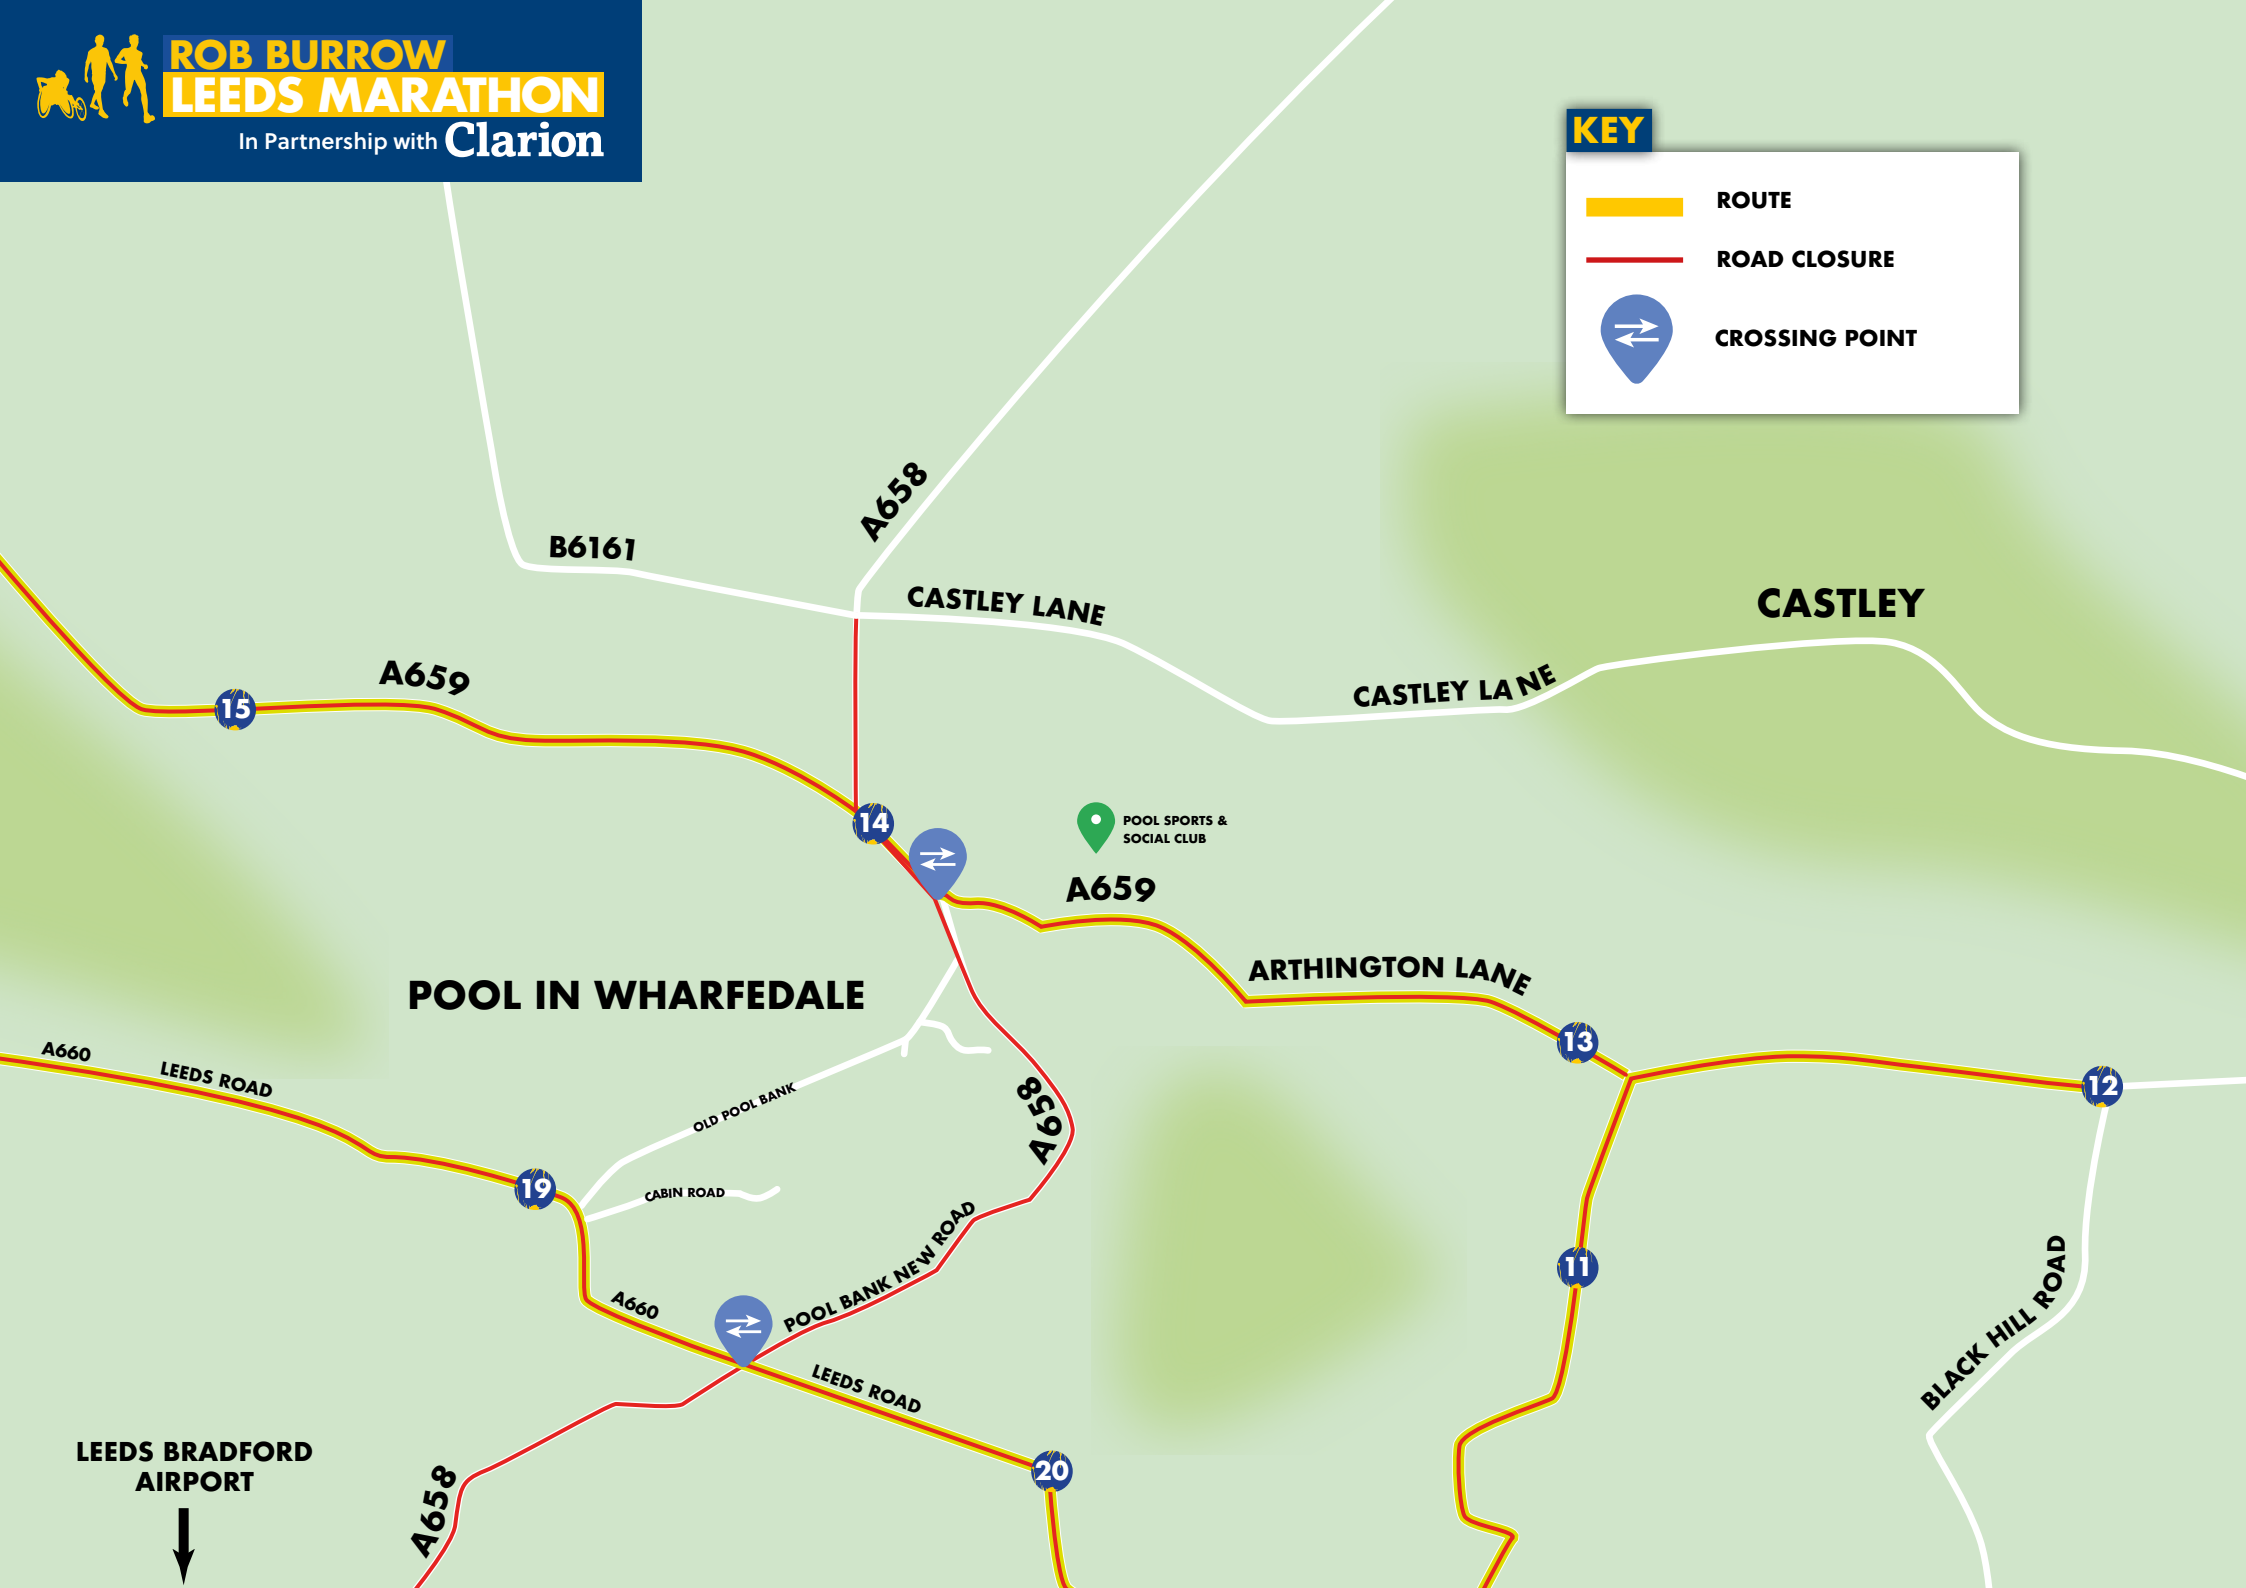 ROB BURROW
LEEDS MARATHON
In Partnership with Clarion
KEY
ROUTE
ROAD CLOSURE
CROSSING POINT
A658
B6161
CASTLEY LANE
CASTLEY
CASTLEY LANE
A659
15
14
POOL SPORTS &
SOCIAL CLUB
A659
ARTHINGTON LANE
POOL IN WHARFEDALE
13
12
A660
LEEDS ROAD
OLD POOL BANK
A658
19
CABIN ROAD
POOL BANK NEW ROAD
11
BLACK HILL ROAD
A660
LEEDS ROAD
20
LEEDS BRADFORD
AIRPORT
A658